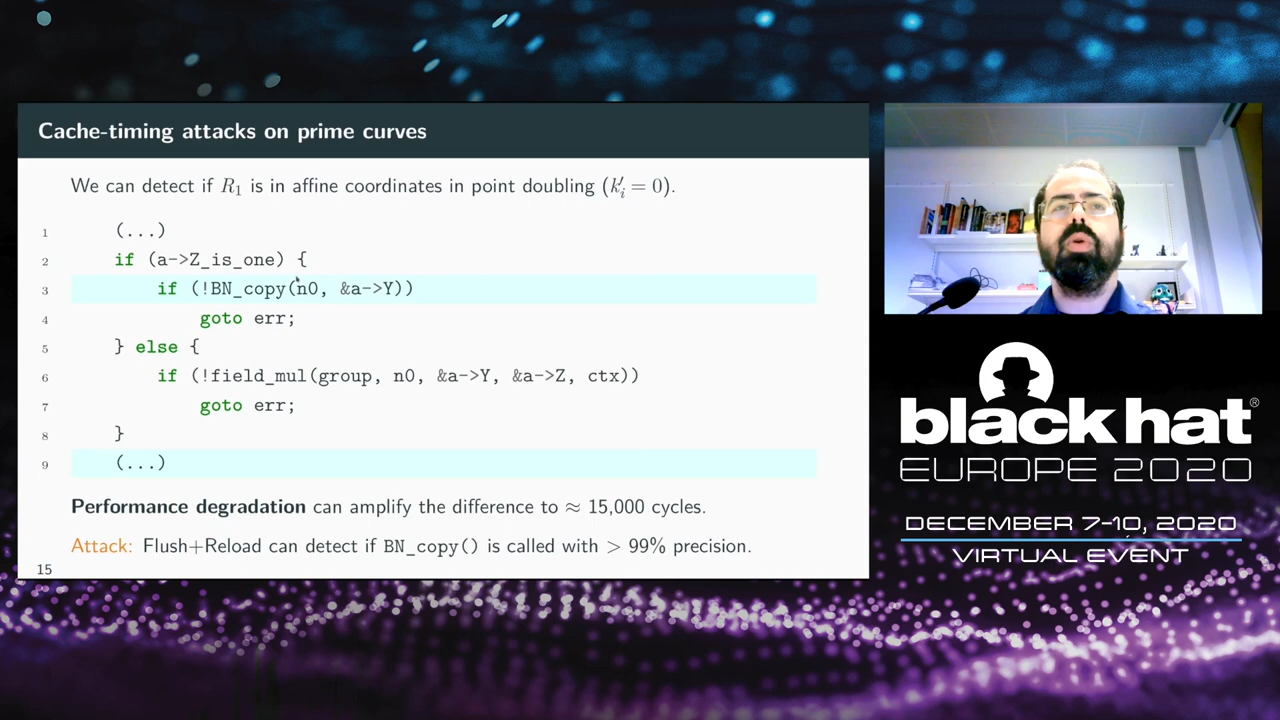 Cache-timing attacks on prime curves
We can detect if R₁ is in affine coordinates in point doubling (k′ᵢ = 0).
1 (...)
2 if (a->Z_is_one) {
3 if (!BN_copy(n0, &a->Y))
4 goto err;
5 } else {
6 if (!field_mul(group, n0, &a->Y, &a->Z, ctx))
7 goto err;
8 }
9 (...)
Performance degradation can amplify the difference to ≈ 15,000 cycles.
Attack: Flush+Reload can detect if BN_copy() is called with > 99% precision.
15
black hat®
EUROPE 2020
DECEMBER 7-10, 2020
VIRTUAL EVENT